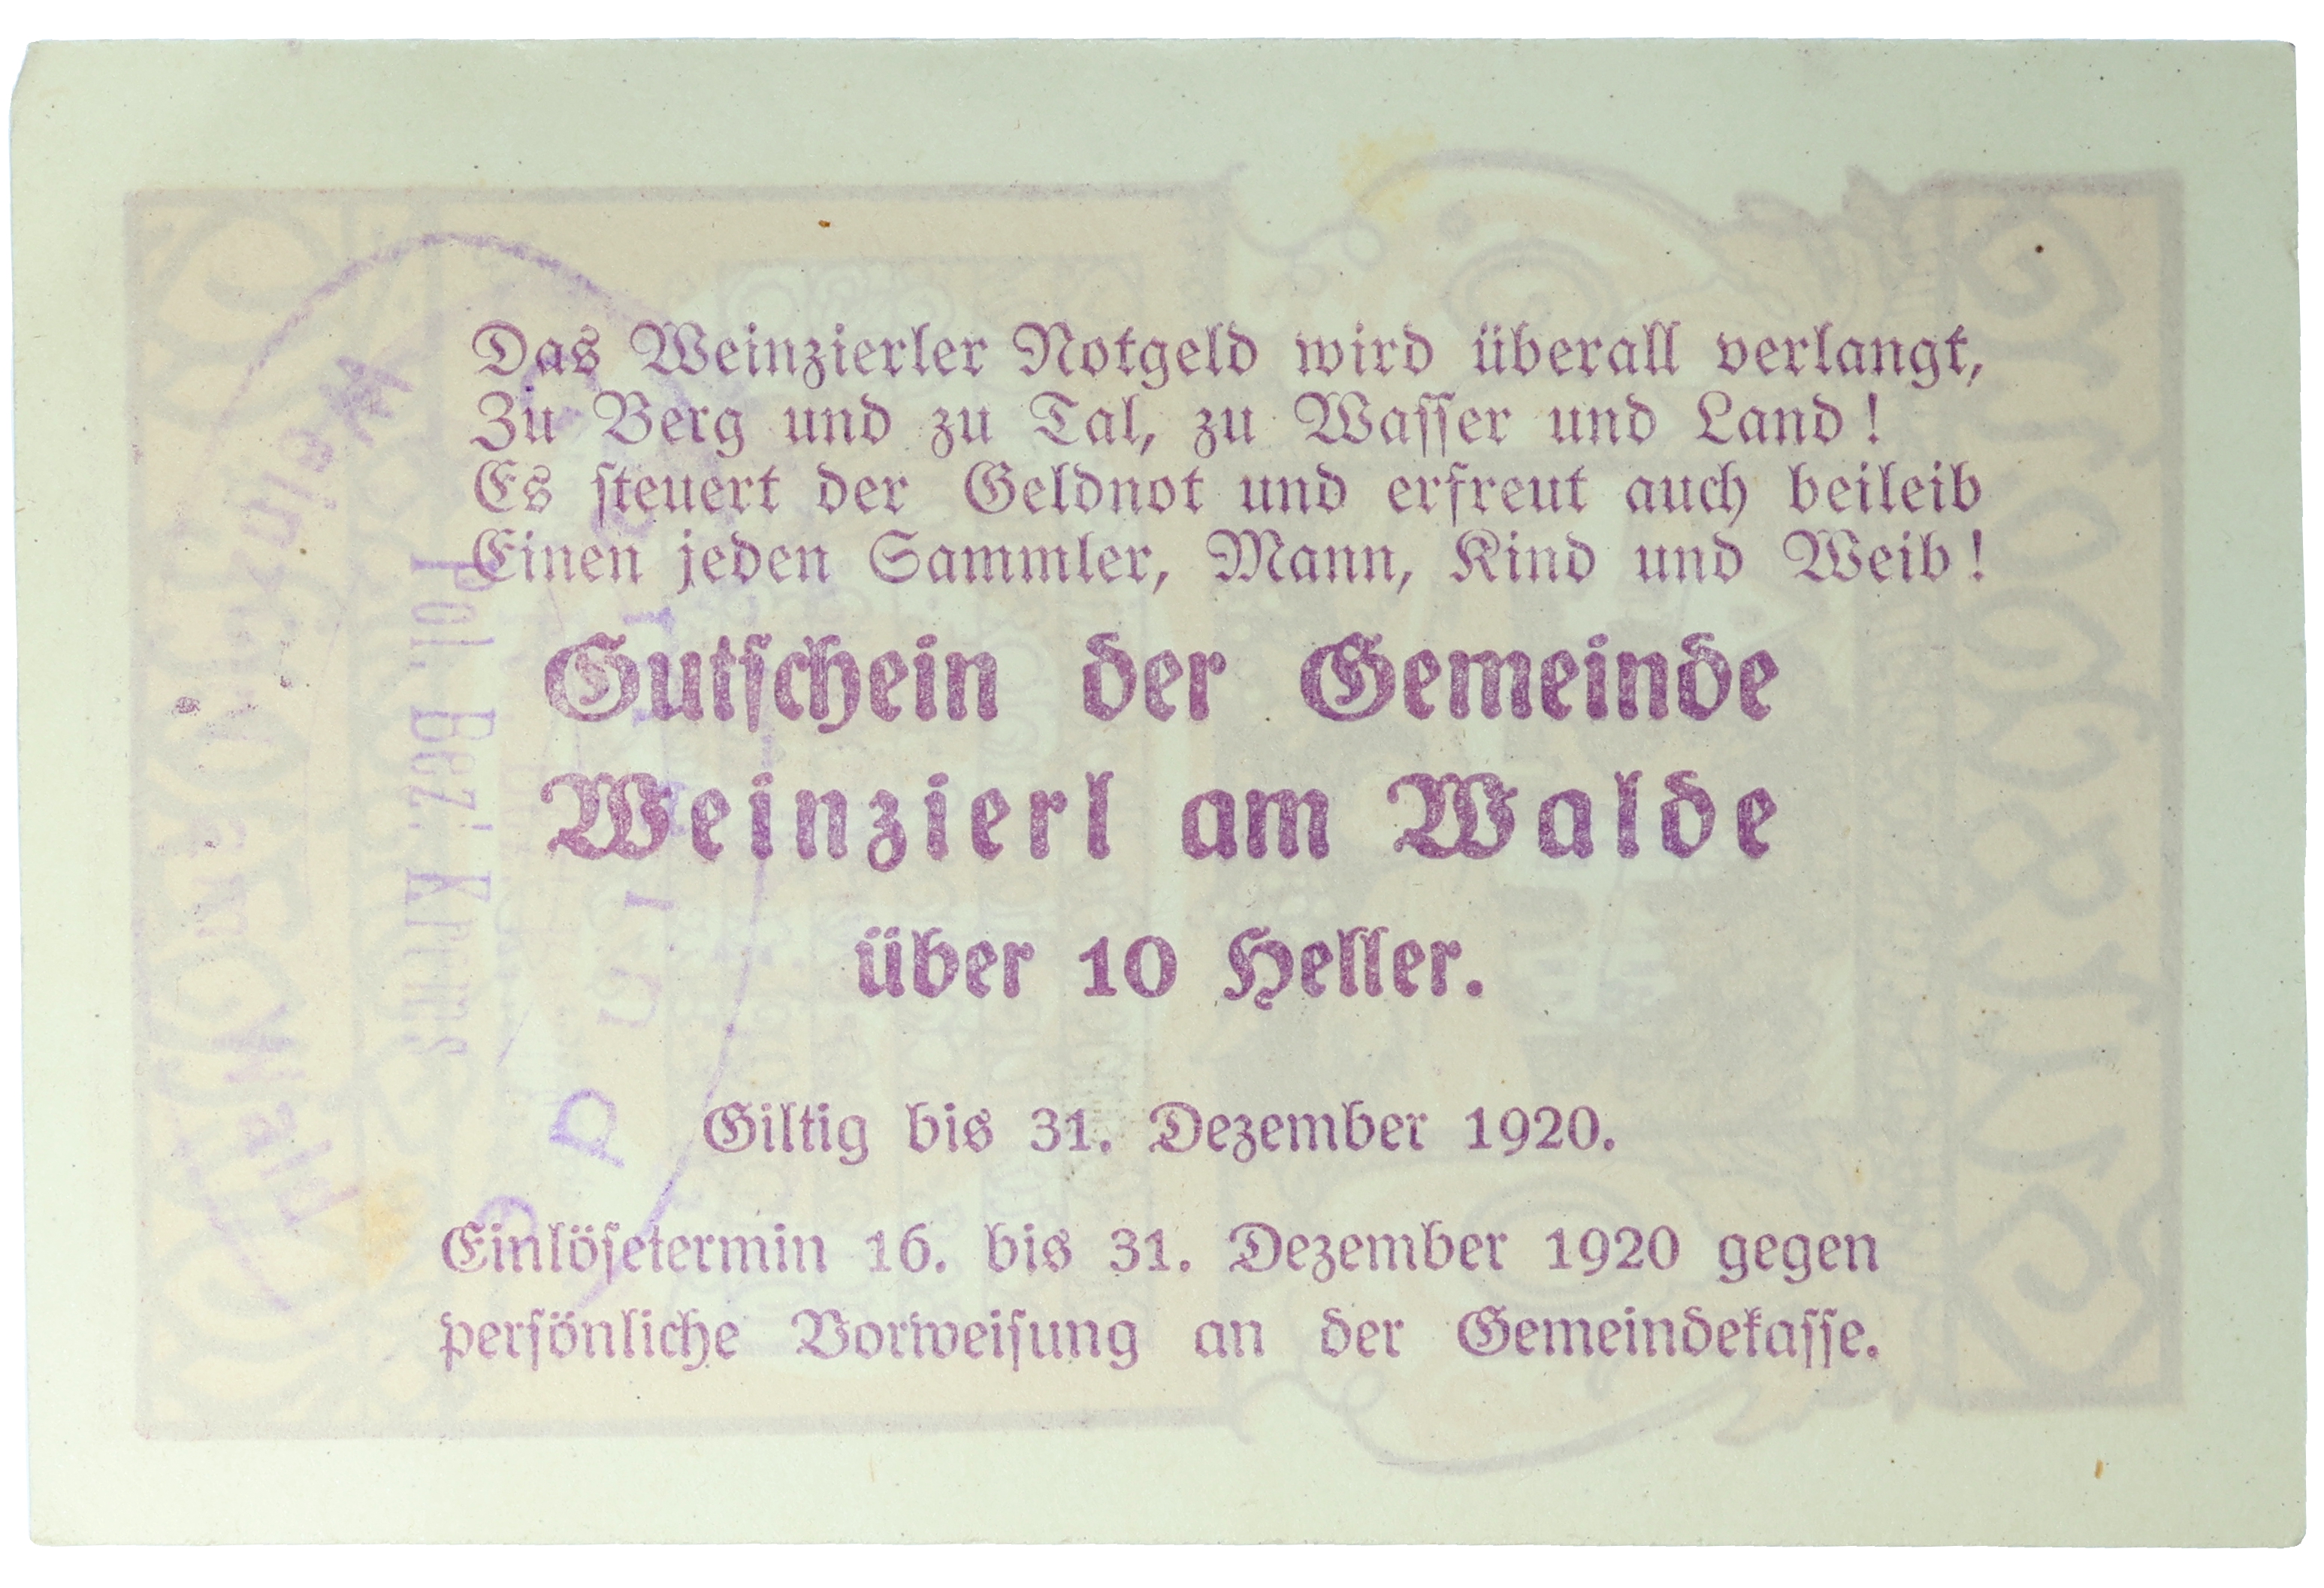 Das Weinzierler Notgeld wird überall verlangt,
Zu Berg und zu Tal, zu Wasser und Land!
Es steuert der Geldnot und erfreut auch beileib
Einen jeden Sammler, Mann, Kind und Weib!
Gutschein der Gemeinde
Weinzierl am Walde
über 10 Heller.
Giltig bis 31. Dezember 1920.
Einlösetermin 16. bis 31. Dezember 1920 gegen
persönliche Vorweisung an der Gemeindekasse.
Weinzierl am Wald
Pol. Bez. Krems